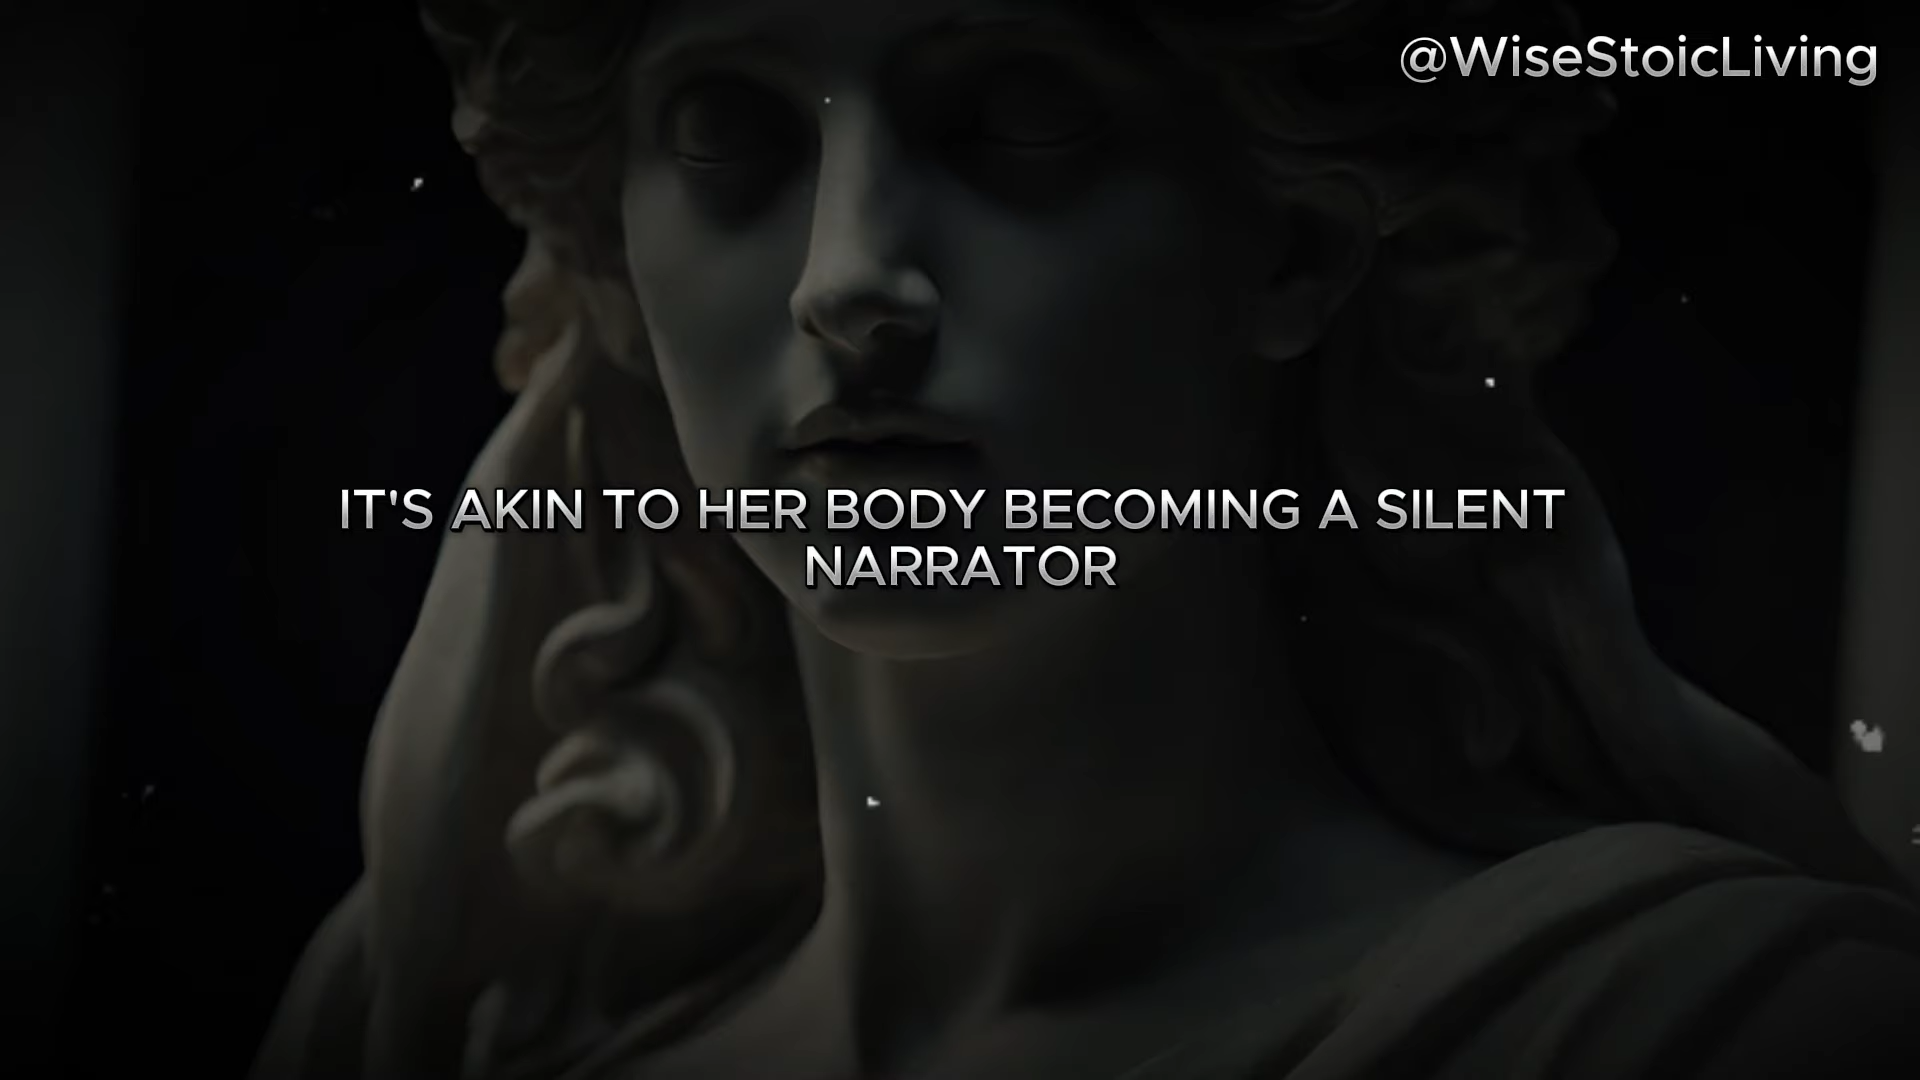 @WiseStoicLiving
IT'S AKIN TO HER BODY BECOMING A SILENT
NARRATOR